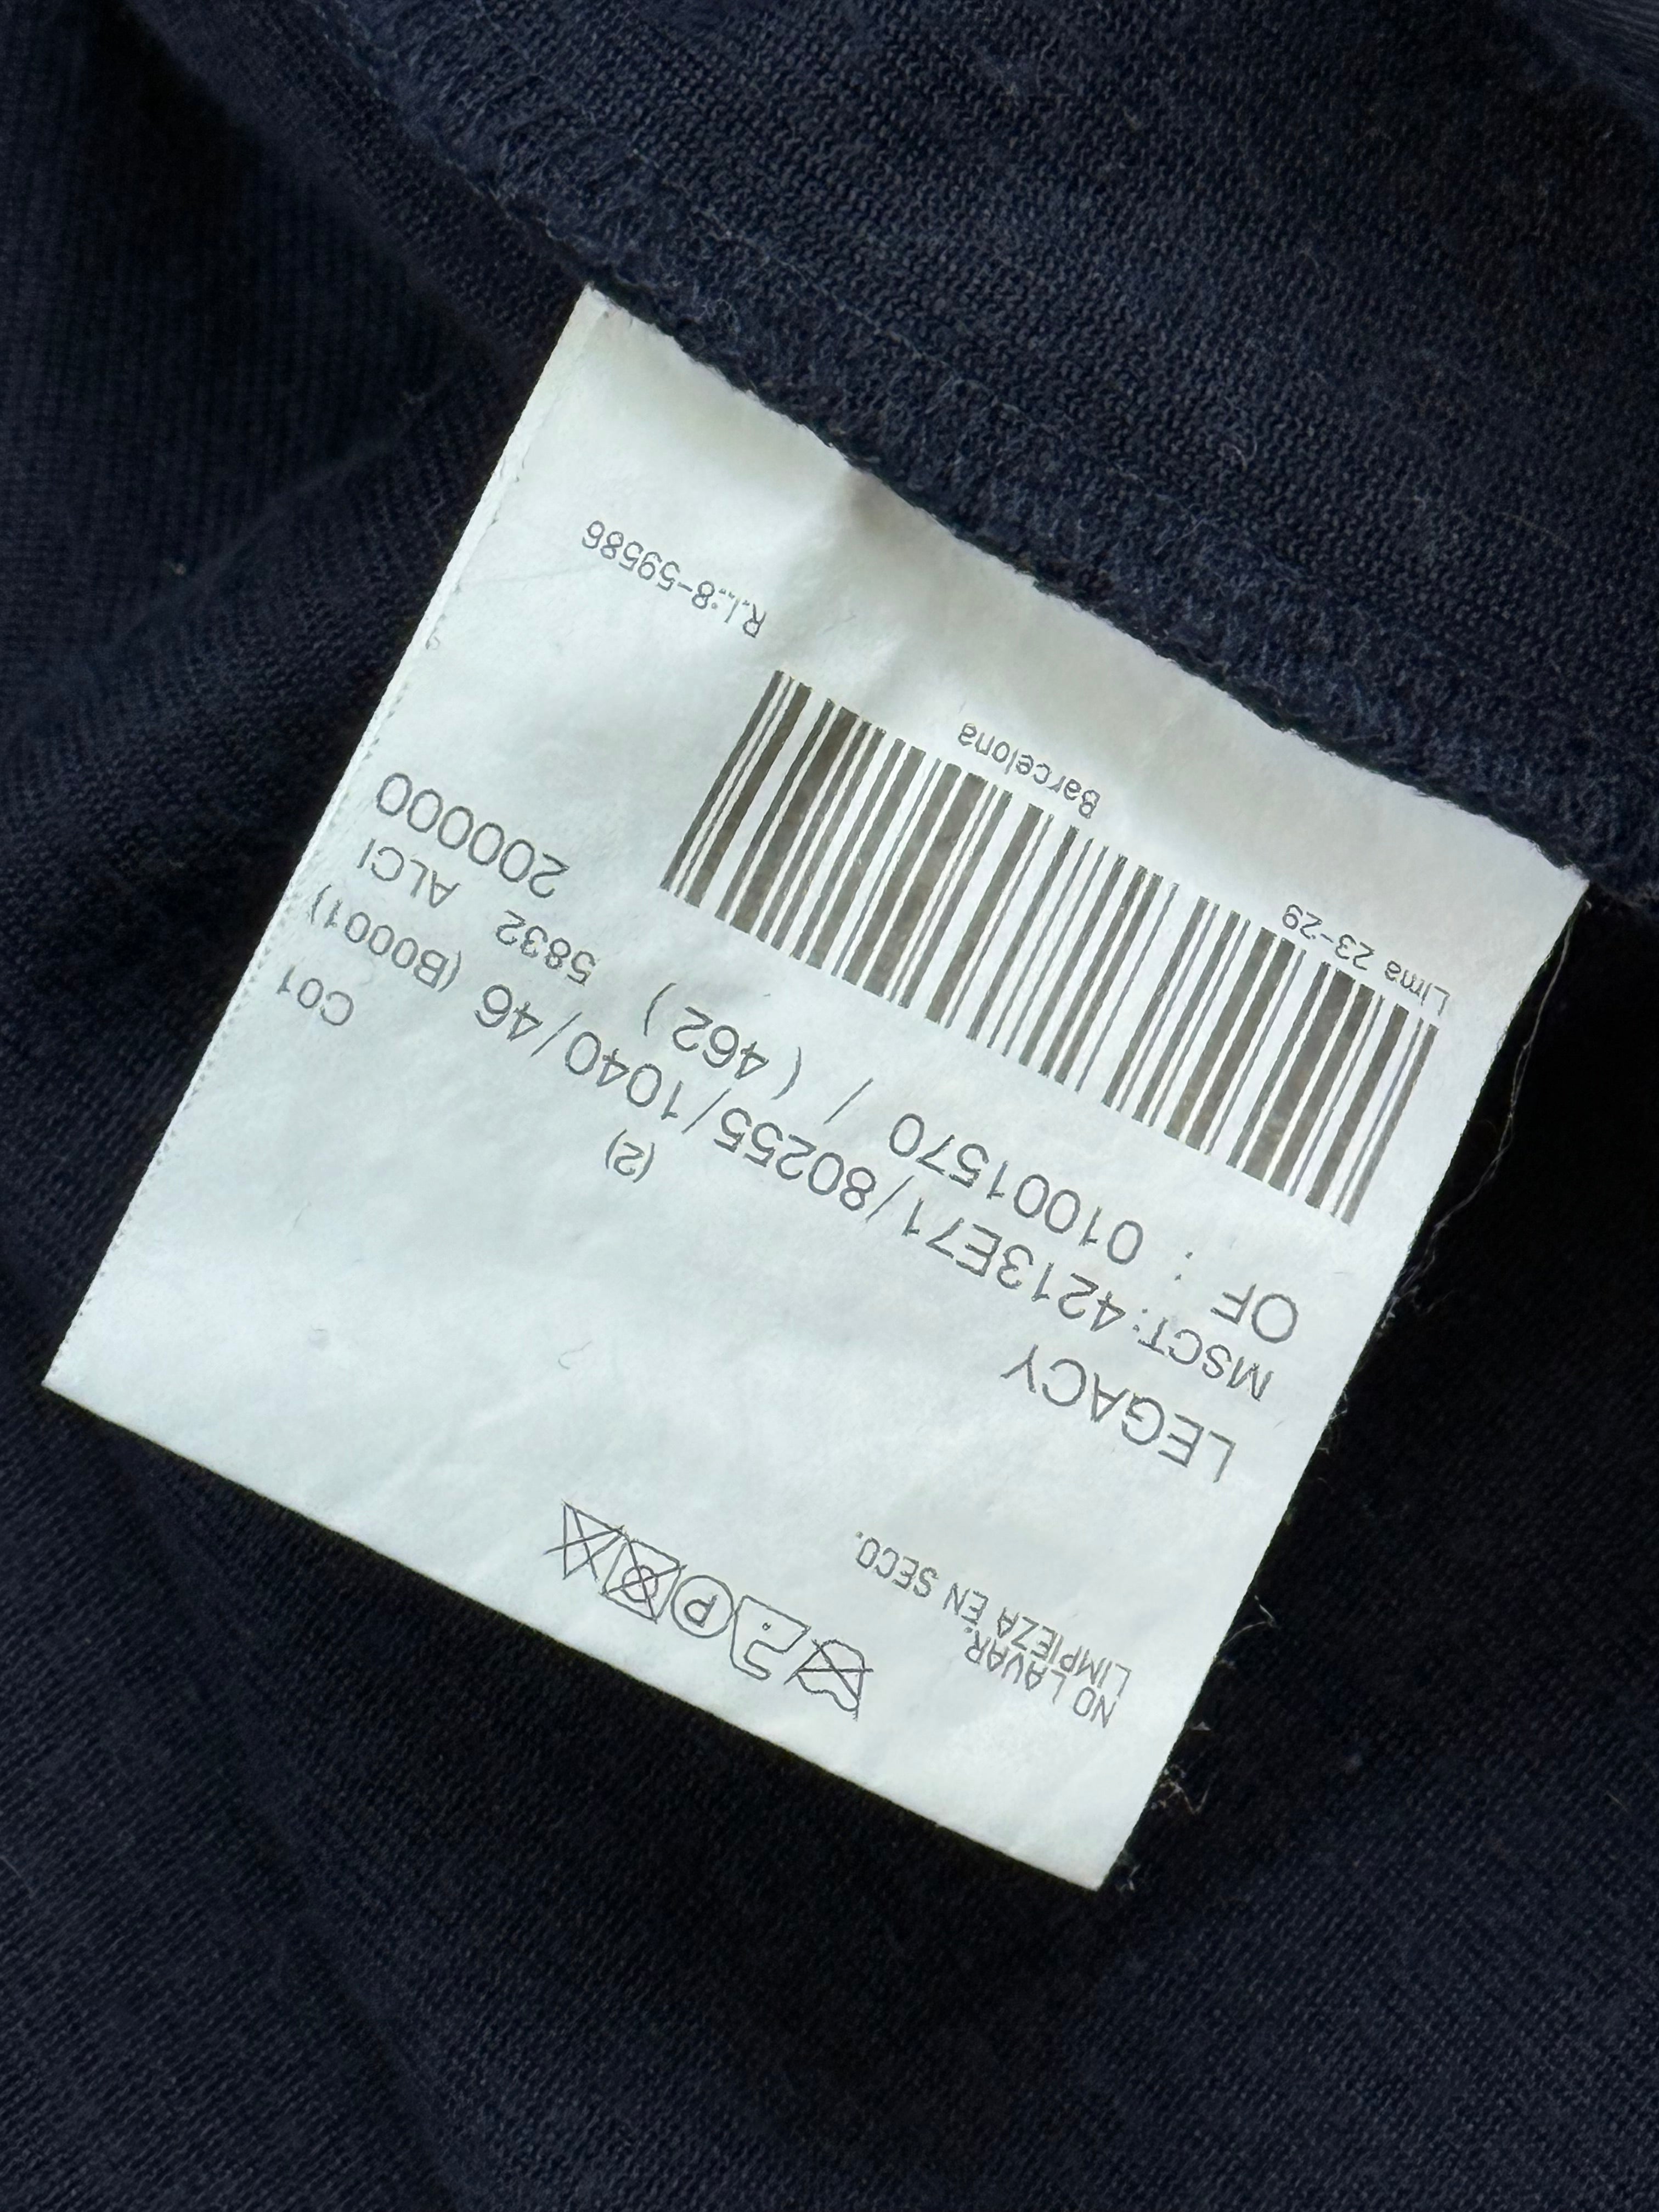 NO LAVAR.
LIMPIEZA EN SECO.
P
LEGACY
(2)
C01
MSCT:4213E71/80255/1040/46 (B0001)
OF : 01001570 / ( 462 ) 5832 ALCI
200000
Lima 23-29
Barcelona
R.I.:8-59586